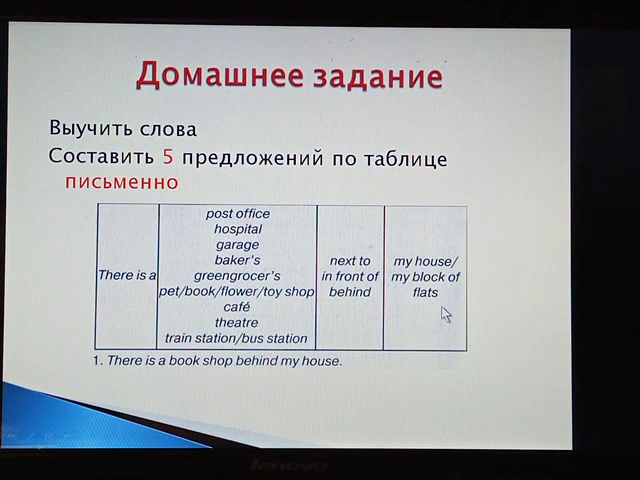 Домашнее задание
Выучить слова
Составить 5 предложений по таблице
письменно
There is a
post office
hospital
garage
baker's
greengrocer's
pet/book/flower/toy shop
café
theatre
train station/bus station
next to
in front of
behind
my house/
my block of
flats
1. There is a book shop behind my house.
lenovo